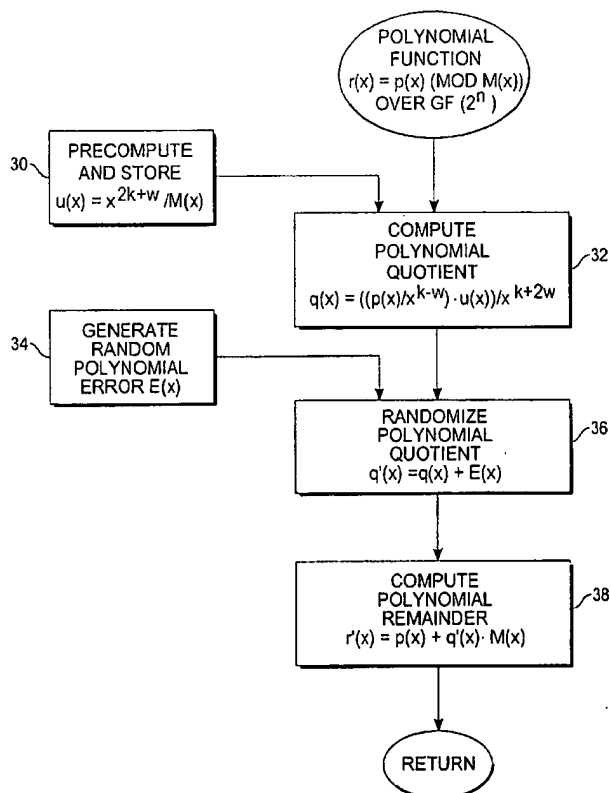 POLYNOMIAL
FUNCTION
r(x) = p(x) (MOD M(x))
OVER GF (2^n)
30
PRECOMPUTE
AND STORE
u(x) = x^2k+w /M(x)
COMPUTE
POLYNOMIAL
QUOTIENT
q(x) = ((p(x)/x^k-w) · u(x))/x^k+2w
32
34
GENERATE
RANDOM
POLYNOMIAL
ERROR E(x)
RANDOMIZE
POLYNOMIAL
QUOTIENT
q'(x) =q(x) + E(x)
36
COMPUTE
POLYNOMIAL
REMAINDER
r'(x) = p(x) + q'(x)· M(x)
38
RETURN